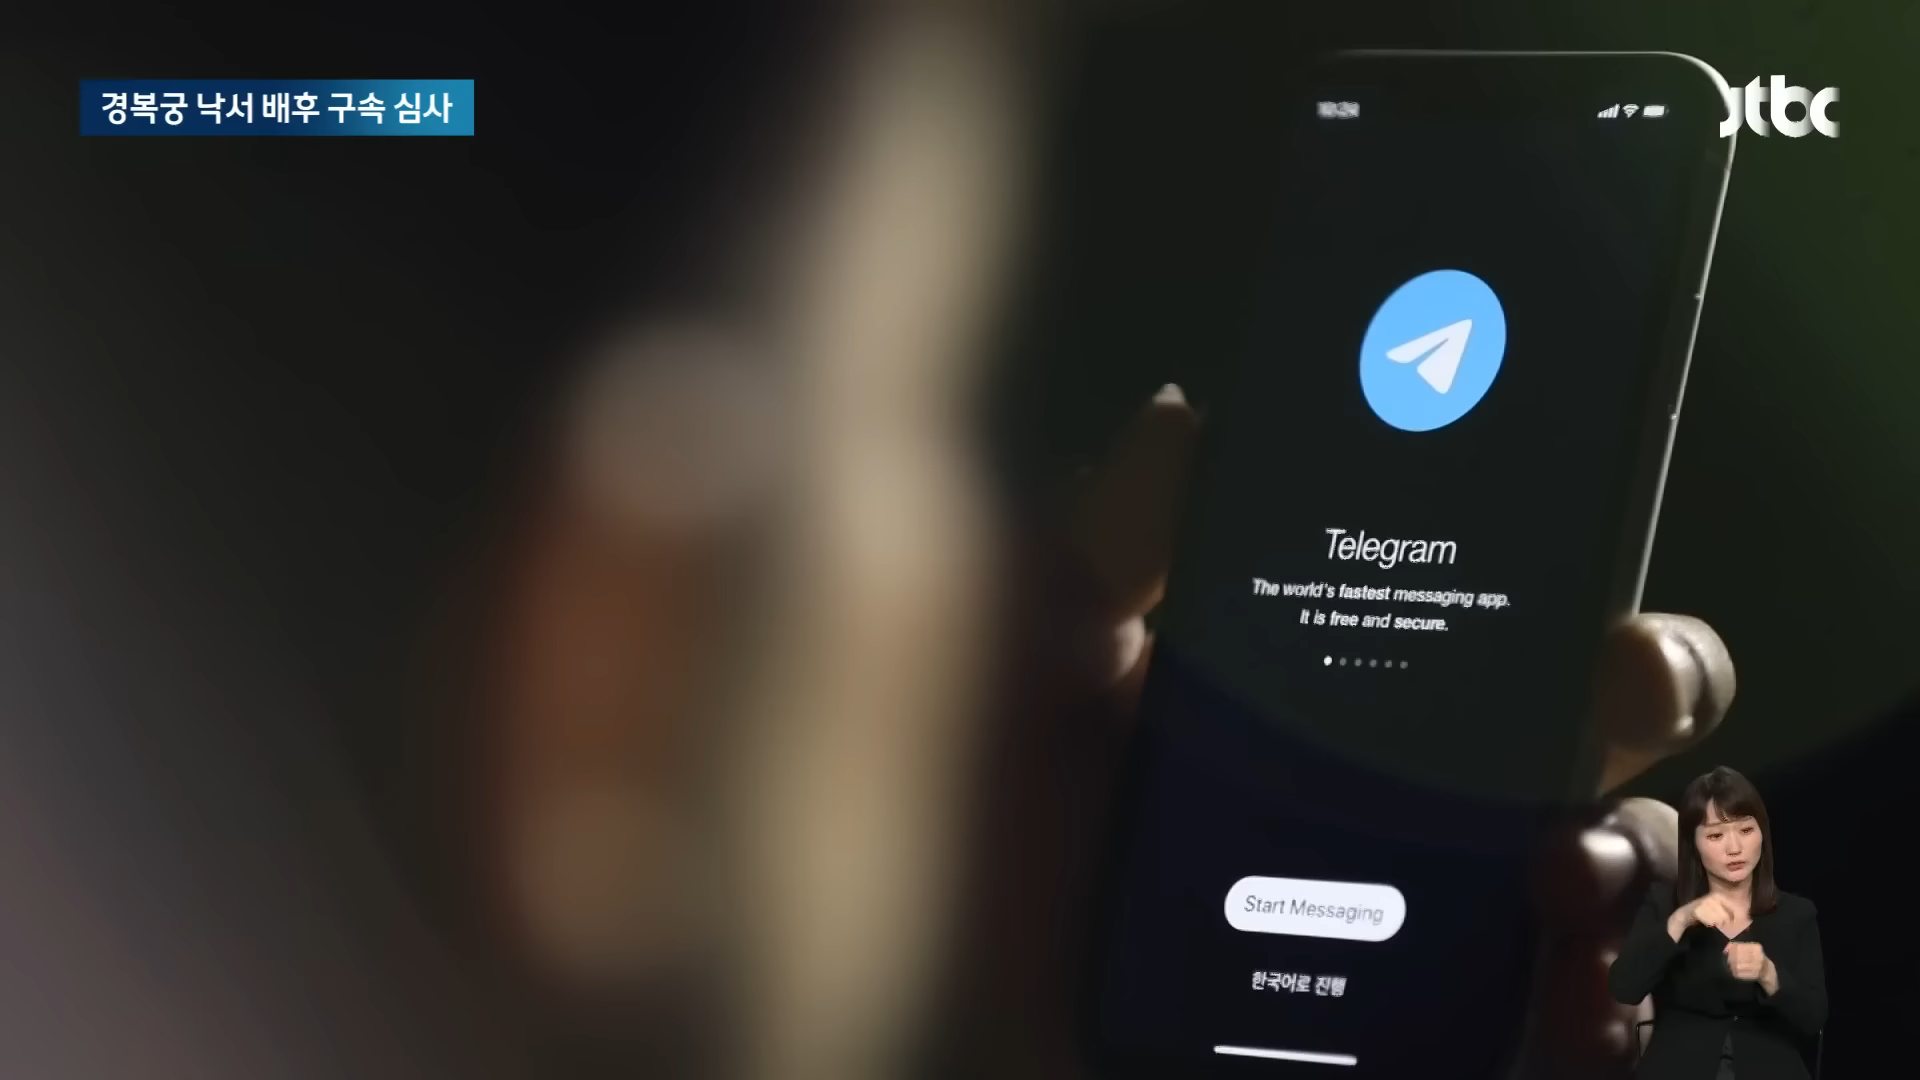 경복궁 낙서 배후 구속 심사
jtbc
Telegram
The world's fastest messaging app.
It is free and secure.
Start Messaging
한국어로 진행